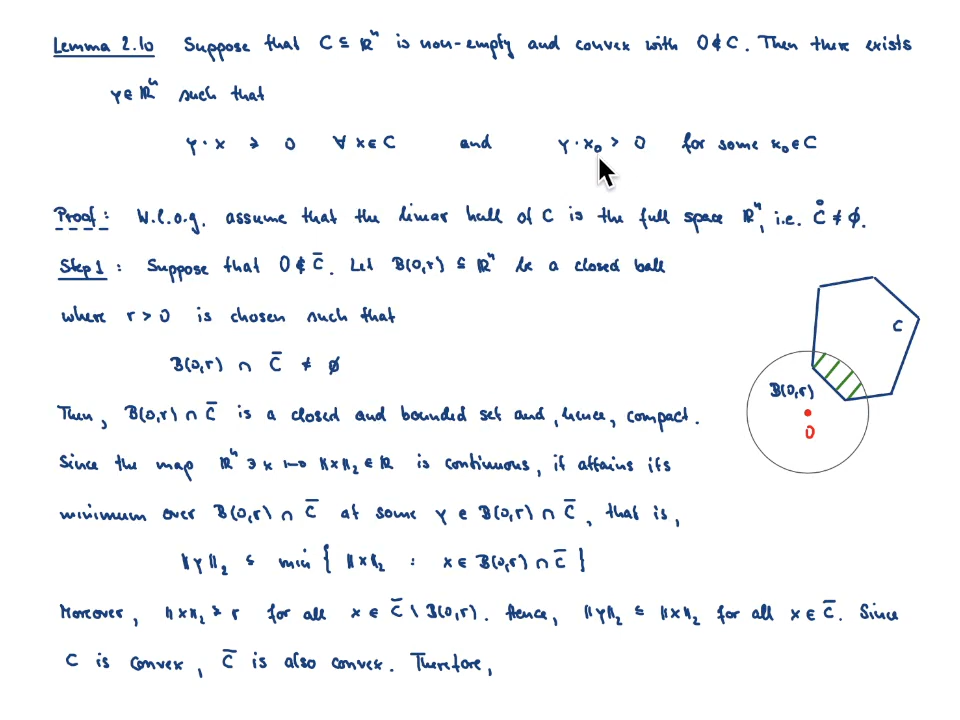 Lemma 2.10 Suppose that C ⊆ ℝⁿ is non-empty and convex with 0 ∉ C. Then there exists
y ∈ ℝⁿ such that
y · x ≥ 0 ∀ x ∈ C and y · x₀ > 0 for some x₀ ∈ C
Proof: W.l.o.g. assume that the linear hull of C is the full space ℝⁿ, i.e. C̊ ≠ ∅.
Step 1: Suppose that 0 ∉ C̄. Let B(0,r) ⊆ ℝⁿ be a closed ball
where r > 0 is chosen such that
B(0,r) ∩ C̄ ≠ ∅
Then, B(0,r) ∩ C̄ is a closed and bounded set and, hence, compact.
Since the map ℝⁿ ∋ x ↦ ‖x‖₂ ∈ ℝ is continuous, it attains its
minimum over B(0,r) ∩ C̄ at some y ∈ B(0,r) ∩ C̄, that is,
‖y‖₂ ≤ min { ‖x‖₂ : x ∈ B(0,r) ∩ C̄ }
Moreover, ‖x‖₂ ≥ r for all x ∈ C̄ \ B(0,r). Hence, ‖y‖₂ ≤ ‖x‖₂ for all x ∈ C̄. Since
C is convex, C̄ is also convex. Therefore,
C
B(0,r)
0